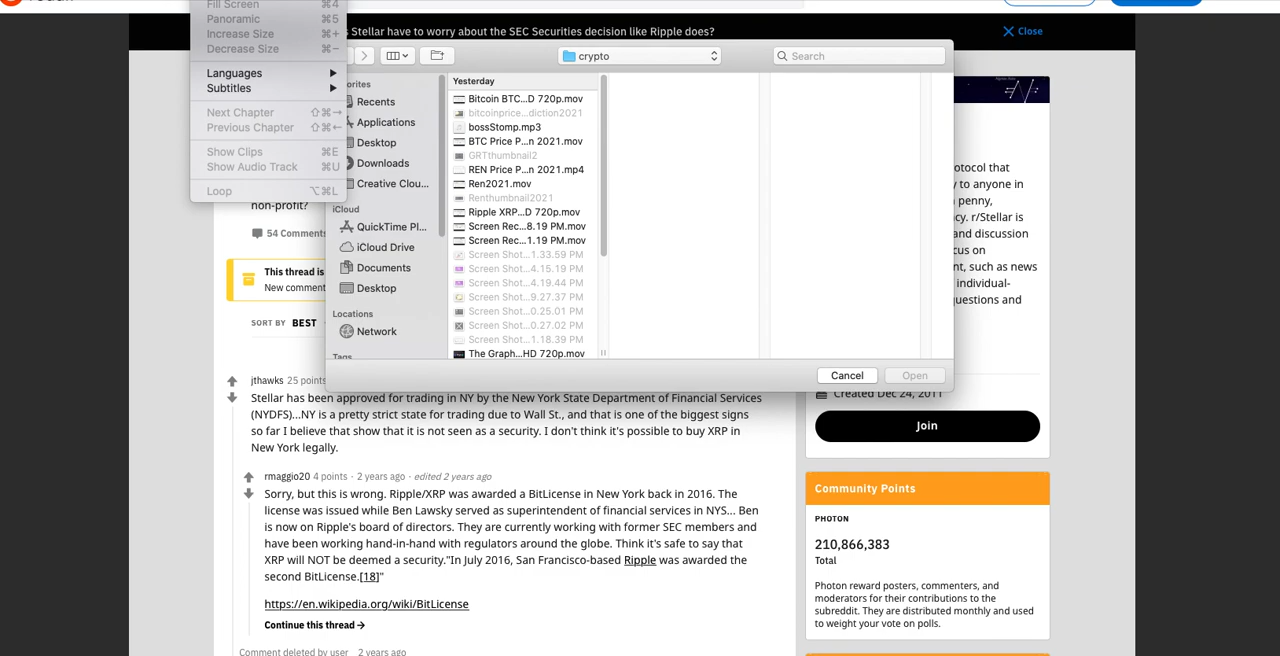 Fill Screen ⌘4
Panoramic ⌘5
Increase Size ⌘+
Decrease Size ⌘−
Languages
Subtitles
Next Chapter ⇧⌘→
Previous Chapter ⇧⌘←
Show Clips ⌘E
Show Audio Track ⌘U
Loop ⌥⌘L
Stellar have to worry about the SEC Securities decision like Ripple does?
Close
crypto
Search
Recents
Applications
Desktop
Downloads
Creative Clou...
iCloud
QuickTime Pl...
iCloud Drive
Documents
Desktop
Locations
Network
Tags
Yesterday
Bitcoin BTC...D 720p.mov
bitcoinprice...diction2021
bossStomp.mp3
BTC Price P...n 2021.mov
GRTthumbnail2
REN Price P...n 2021.mp4
Ren2021.mov
Renthumbnail2021
Ripple XRP...D 720p.mov
Screen Rec...8.19 PM.mov
Screen Rec...1.19 PM.mov
Screen Shot...1.33.59 PM
Screen Shot...4.15.19 PM
Screen Shot...4.19.44 PM
Screen Shot...9.27.37 PM
Screen Shot...0.25.01 PM
Screen Shot...0.27.02 PM
Screen Shot...1.18.39 PM
The Graph...HD 720p.mov
Cancel
Open
non-profit?
54 Comments
This thread is
New comment
SORT BY BEST
jthawks 25 points
Stellar has been approved for trading in NY by the New York State Department of Financial Services
(NYDFS)...NY is a pretty strict state for trading due to Wall St., and that is one of the biggest signs
so far I believe that show that it is not seen as a security. I don't think it's possible to buy XRP in
New York legally.
rmaggio20 4 points · 2 years ago · edited 2 years ago
Sorry, but this is wrong. Ripple/XRP was awarded a BitLicense in New York back in 2016. The
license was issued while Ben Lawsky served as superintendent of financial services in NYS... Ben
is now on Ripple's board of directors. They are currently working with former SEC members and
have been working hand-in-hand with regulators around the globe. Think it's safe to say that
XRP will NOT be deemed a security."In July 2016, San Francisco-based Ripple was awarded the
second BitLicense.[18]"
https://en.wikipedia.org/wiki/BitLicense
Continue this thread →
Comment deleted by user 2 years ago
otocol that
y to anyone in
penny,
cy. r/Stellar is
and discussion
cus on
nt, such as news
individual-
uestions and
Created Dec 24, 2011
Join
Community Points
PHOTON
210,866,383
Total
Photon reward posters, commenters, and
moderators for their contributions to the
subreddit. They are distributed monthly and used
to weight your vote on polls.